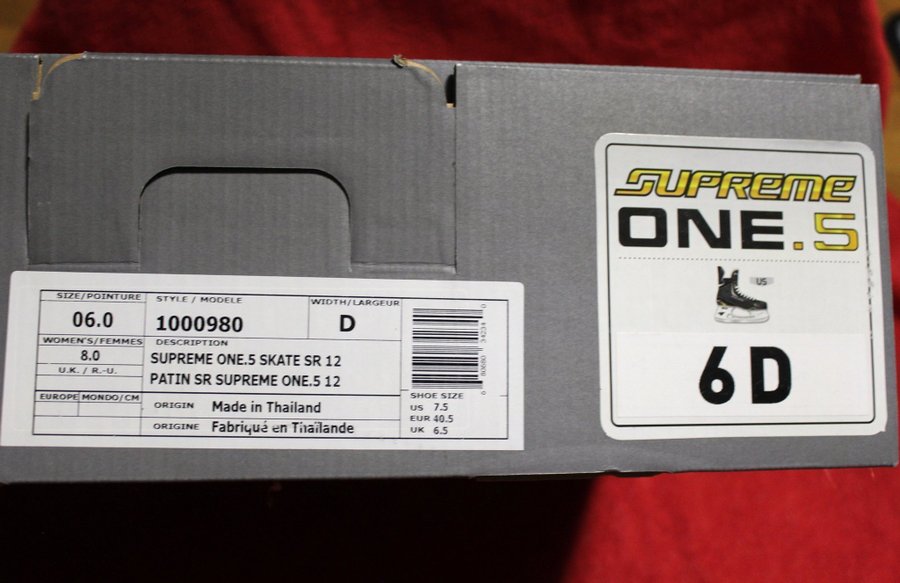 SIZE/POINTURE
06.0
WOMEN'S/FEMMES
8.0
U.K. / R.-U.
EUROPE MONDO/CM
STYLE / MODELE
1000980
WIDTH/LARGEUR
D
DESCRIPTION
SUPREME ONE.5 SKATE SR 12
PATIN SR SUPREME ONE.5 12
ORIGIN Made in Thailand
ORIGINE Fabriqué en Thaïlande
SHOE SIZE
US 7.5
EUR 40.5
UK 6.5
SUPREME
ONE.5
US
6D